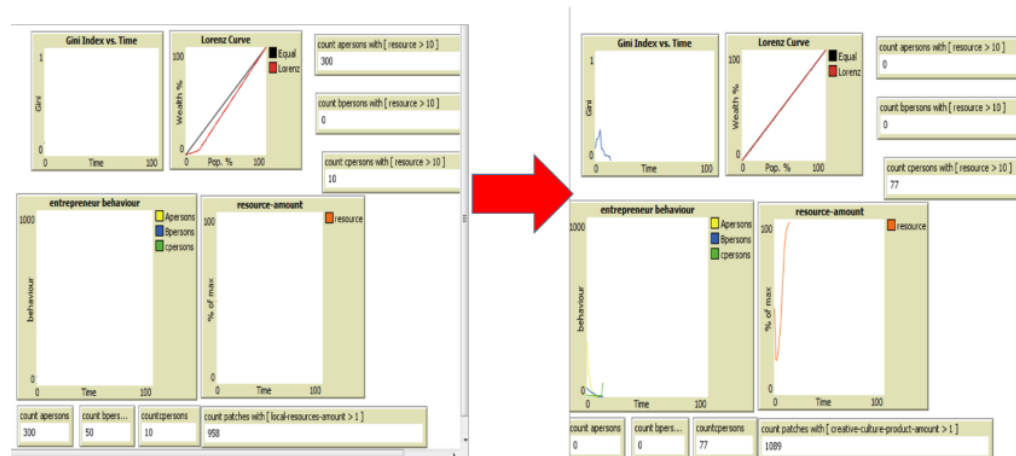 Gini Index vs. Time
1
Gini
0
0
Time
100
Lorenz Curve
100
Wealth %
0
0
Pop. %
100
Equal
Lorenz
count apersons with [ resource > 10 ]
300
count bpersons with [ resource > 10 ]
0
count cpersons with [ resource > 10 ]
10
entrepreneur behaviour
1000
behaviour
0
0
Time
100
Apersons
Bpersons
cpersons
resource-amount
100
% of max
0
0
Time
100
resource
count apersons
300
count bpers...
50
countcpersons
10
count patches with [ local-resources-amount > 1 ]
958
Gini Index vs. Time
1
Gini
0
0
Time
100
Lorenz Curve
100
Wealth %
0
0
Pop. %
100
Equal
Lorenz
count apersons with [ resource > 10 ]
0
count bpersons with [ resource > 10 ]
0
count cpersons with [ resource > 10 ]
77
entrepreneur behaviour
1000
behaviour
0
0
Time
100
Apersons
Bpersons
cpersons
resource-amount
100
% of max
0
0
Time
100
resource
count apersons
0
count bpers...
0
countcpersons
77
count patches with [ creative-culture-product-amount > 1 ]
1089